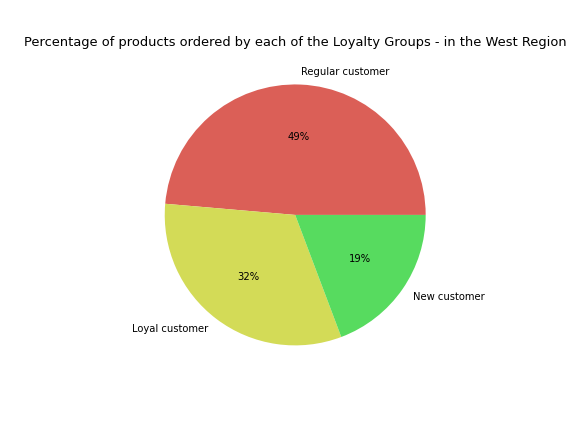 Percentage of products ordered by each of the Loyalty Groups - in the West Region
Regular customer
49%
19%
32%
New customer
Loyal customer